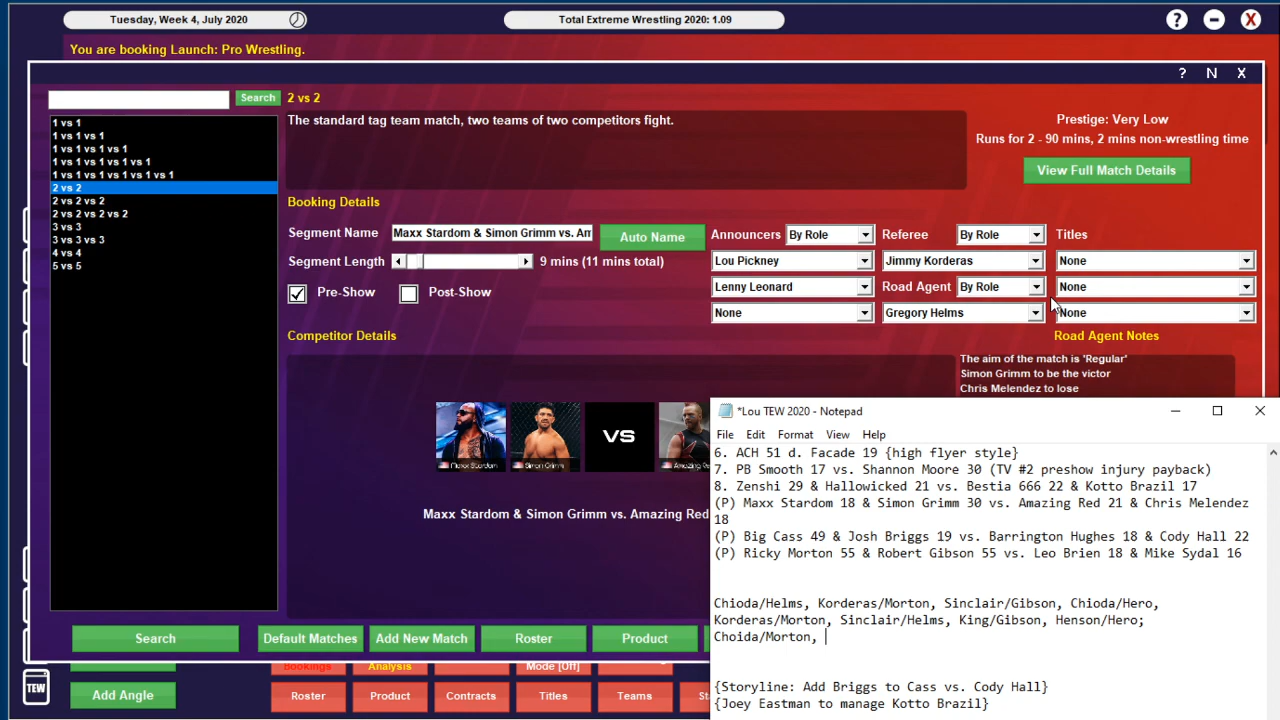 Tuesday, Week 4, July 2020
Total Extreme Wrestling 2020: 1.09
?
X
You are booking Launch: Pro Wrestling.
? N X
Search
2 vs 2
1 vs 1
1 vs 1 vs 1
1 vs 1 vs 1 vs 1
1 vs 1 vs 1 vs 1 vs 1
1 vs 1 vs 1 vs 1 vs 1 vs 1
2 vs 2
2 vs 2 vs 2
2 vs 2 vs 2 vs 2
3 vs 3
3 vs 3 vs 3
4 vs 4
5 vs 5
The standard tag team match, two teams of two competitors fight.
Prestige: Very Low
Runs for 2 - 90 mins, 2 mins non-wrestling time
View Full Match Details
Booking Details
Segment Name
Maxx Stardom & Simon Grimm vs. Am
Auto Name
Segment Length
9 mins (11 mins total)
Pre-Show
Post-Show
Announcers
By Role
Referee
By Role
Titles
Lou Pickney
Jimmy Korderas
None
Lenny Leonard
Road Agent
By Role
None
None
Gregory Helms
None
Competitor Details
Road Agent Notes
The aim of the match is 'Regular'
Simon Grimm to be the victor
Chris Melendez to lose
Maxx Stardom
Simon Grimm
VS
Amazing Re
Maxx Stardom & Simon Grimm vs. Amazing Red
Search
Default Matches
Add New Match
Roster
Product
Bookings
Analysis
Mode [Off]
TEW
Add Angle
Roster
Product
Contracts
Titles
Teams
*Lou TEW 2020 - Notepad
File Edit Format View Help
6. ACH 51 d. Facade 19 {high flyer style}
7. PB Smooth 17 vs. Shannon Moore 30 (TV #2 preshow injury payback)
8. Zenshi 29 & Hallowicked 21 vs. Bestia 666 22 & Kotto Brazil 17
(P) Maxx Stardom 18 & Simon Grimm 30 vs. Amazing Red 21 & Chris Melendez
18
(P) Big Cass 49 & Josh Briggs 19 vs. Barrington Hughes 18 & Cody Hall 22
(P) Ricky Morton 55 & Robert Gibson 55 vs. Leo Brien 18 & Mike Sydal 16
Chioda/Helms, Korderas/Morton, Sinclair/Gibson, Chioda/Hero,
Korderas/Morton, Sinclair/Helms, King/Gibson, Henson/Hero;
Choida/Morton,
{Storyline: Add Briggs to Cass vs. Cody Hall}
{Joey Eastman to manage Kotto Brazil}